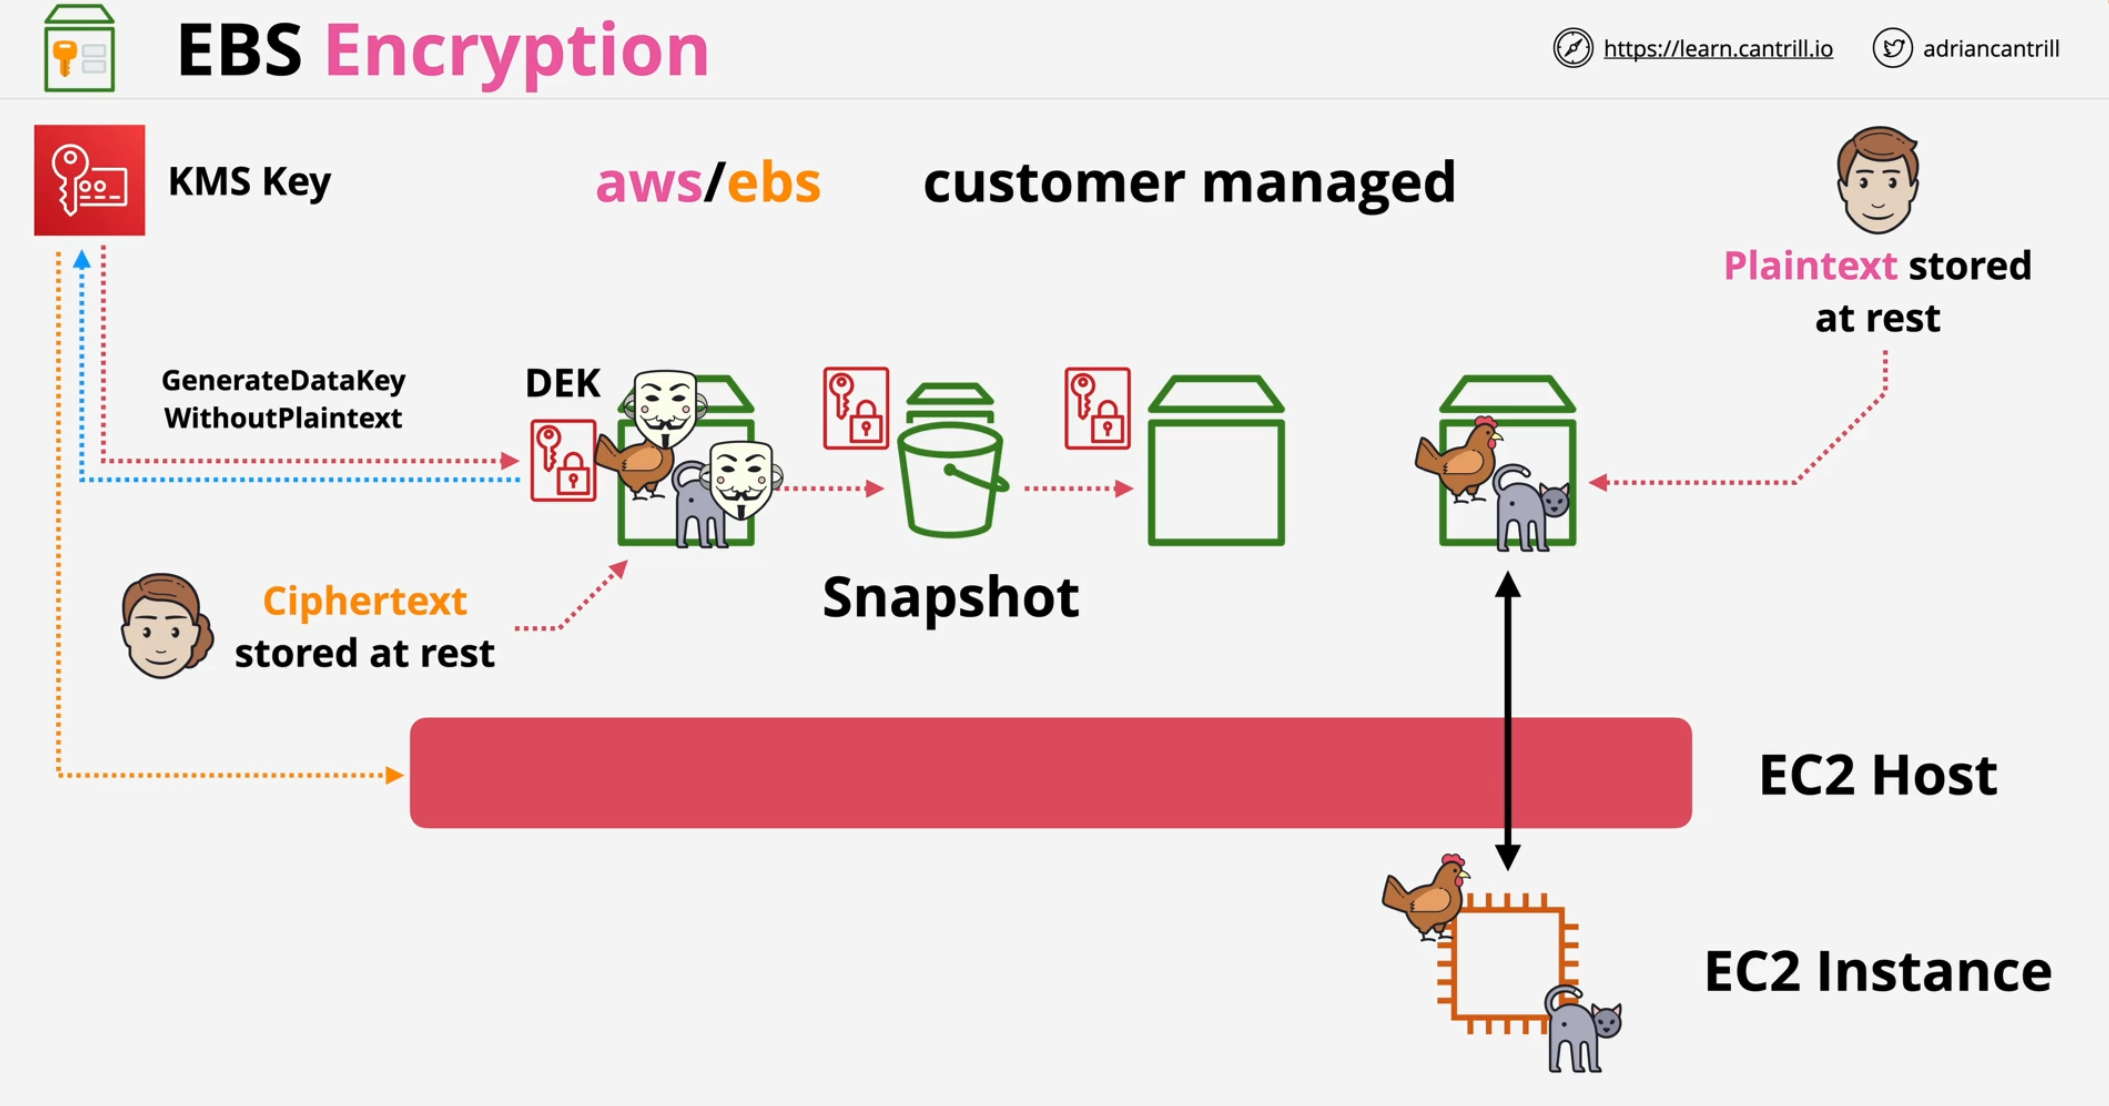 EBS Encryption
https://learn.cantrill.io
adriancantrill
KMS Key
aws/ebs
customer managed
Plaintext stored
at rest
GenerateDataKey
WithoutPlaintext
DEK
Ciphertext
stored at rest
Snapshot
EC2 Host
EC2 Instance